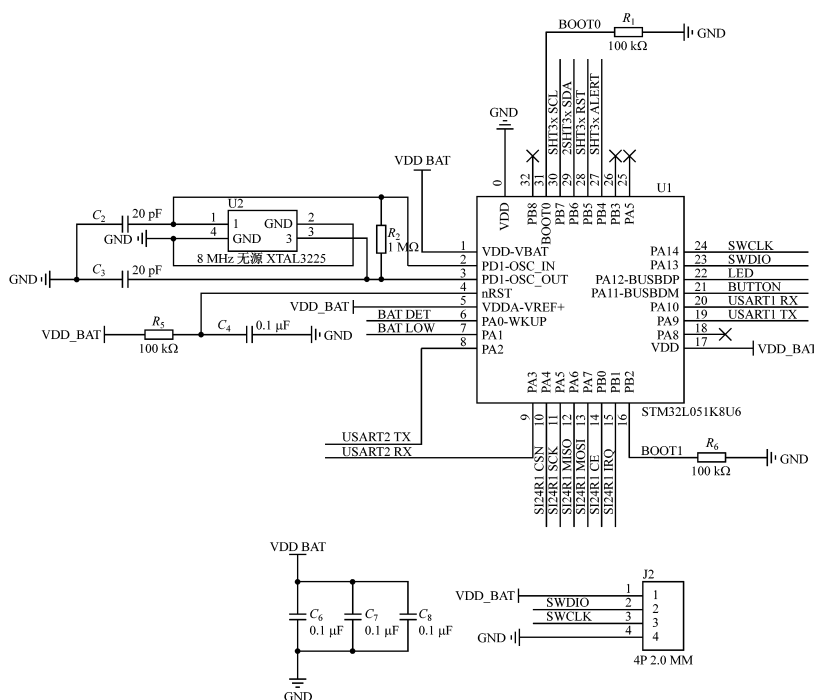 BOOT0
R1
100 kΩ
GND
GND
SHT3x SCL
2SHT3x SDA
SHT3x RST
SHT3x ALERT
VDD BAT
0
32
31
30
29
28
27
26
25
U1
VDD
PB8
BOOT0
PB7
PB6
PB5
PB4
PB3
PA5
C2
20 pF
U2
1
1
GND
2
GND
4
GND
3
3
8 MHz 无源 XTAL3225
R2
1 MΩ
GND
C3
20 pF
1
VDD-VBAT
2
PD1-OSC_IN
3
PD1-OSC_OUT
4
nRST
5
VDDA-VREF+
6
PA0-WKUP
7
PA1
8
PA2
VDD_BAT
BAT DET
BAT LOW
VDD_BAT
R5
100 kΩ
C4
0.1 μF
GND
PA14
24
SWCLK
PA13
23
SWDIO
PA12-BUSBDP
22
LED
PA11-BUSBDM
21
BUTTON
PA10
20
USART1 RX
PA9
19
USART1 TX
PA8
18
VDD
17
VDD_BAT
PA3
PA4
PA5
PA6
PA7
PB0
PB1
PB2
STM32L051K8U6
9
10
11
12
13
14
15
16
USART2 TX
USART2 RX
SI24R1 CSN
SI24R1 SCK
SI24R1 MISO
SI24R1 MOSI
SI24R1 CE
SI24R1 IRQ
BOOT1
R6
100 kΩ
GND
VDD BAT
C6
0.1 μF
C7
0.1 μF
C8
0.1 μF
GND
J2
VDD_BAT
1
1
SWDIO
2
2
SWCLK
3
3
GND
4
4
4P 2.0 MM